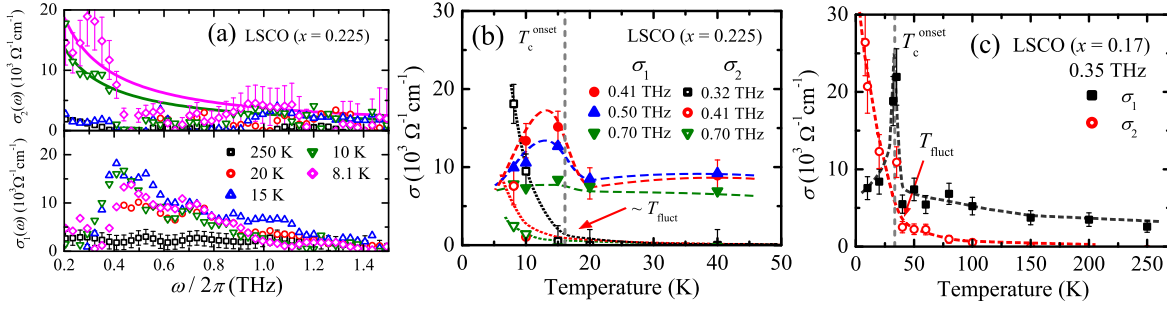 (a) LSCO (x = 0.225)
σ₂(ω) (10³ Ω⁻¹cm⁻¹)
20
10
0
σ₁(ω) (10³ Ω⁻¹cm⁻¹)
20
10
0
250 K
20 K
15 K
10 K
8.1 K
0.2 0.4 0.6 0.8 1.0 1.2 1.4
ω / 2π (THz)
(b) Tc onset LSCO (x = 0.225)
σ (10³ Ω⁻¹ cm⁻¹)
30
20
10
0
σ₁ σ₂
0.41 THz 0.32 THz
0.50 THz 0.41 THz
0.70 THz 0.70 THz
~ Tfluct
0 10 20 30 40 50
Temperature (K)
(c) Tc onset LSCO (x = 0.17)
0.35 THz
σ₁
σ₂
σ (10³ Ω⁻¹ cm⁻¹)
30
20
10
0
Tfluct
0 50 100 150 200 250
Temperature (K)